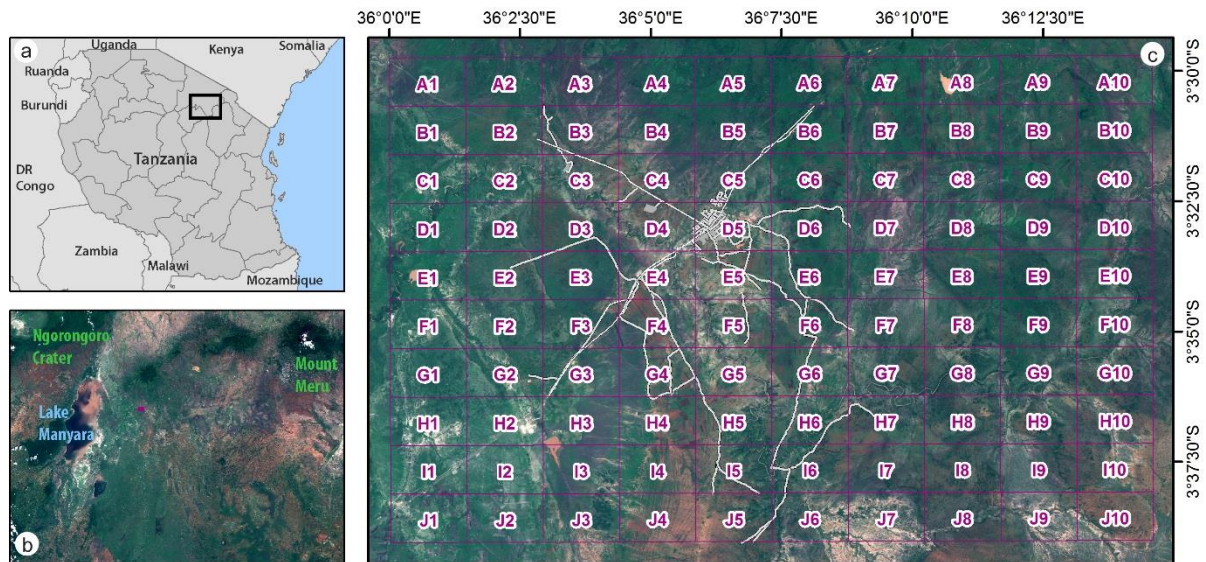 a
Uganda
Kenya
Somalia
Ruanda
Burundi
Tanzania
DR
Congo
Zambia
Malawi
Mozambique
Ngorongoro
Crater
Mount
Meru
Lake
Manyara
b
36°0'0"E 36°2'30"E 36°5'0"E 36°7'30"E 36°10'0"E 36°12'30"E
c
A1 A2 A3 A4 A5 A6 A7 A8 A9 A10
B1 B2 B3 B4 B5 B6 B7 B8 B9 B10
C1 C2 C3 C4 C5 C6 C7 C8 C9 C10
D1 D2 D3 D4 D5 D6 D7 D8 D9 D10
E1 E2 E3 E4 E5 E6 E7 E8 E9 E10
F1 F2 F3 F4 F5 F6 F7 F8 F9 F10
G1 G2 G3 G4 G5 G6 G7 G8 G9 G10
H1 H2 H3 H4 H5 H6 H7 H8 H9 H10
I1 I2 I3 I4 I5 I6 I7 I8 I9 I10
J1 J2 J3 J4 J5 J6 J7 J8 J9 J10
3°30'0"S
3°32'30"S
3°35'0"S
3°37'30"S